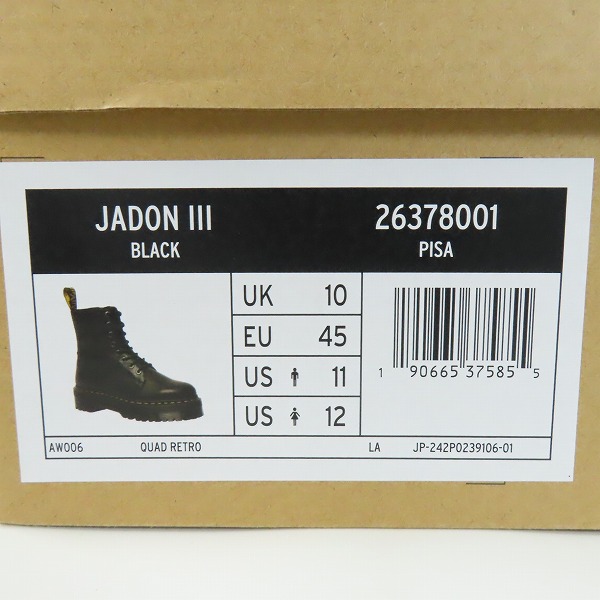 JADON III
BLACK
26378001
PISA
UK 10
EU 45
US 11
US 12
1 90665 37585 5
AW006 QUAD RETRO LA JP-242P0239106-01